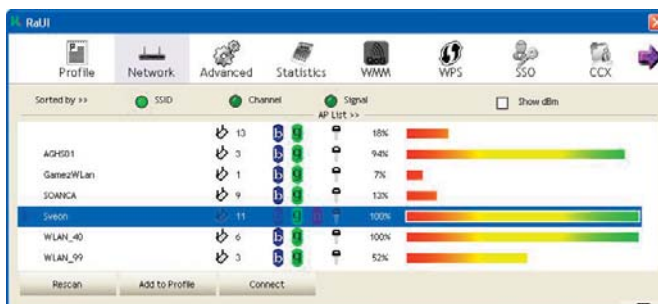 RaUI
Profile Network Advanced Statistics WMM WPS SSO CCX
Sorted by >> SSID Channel Signal Show dBm
AP List >>
13 b g 18%
AGHS01 3 b g 94%
GamezWLan 1 b g 7%
SOANCA 9 b g 13%
Sveon 11 b g n 100%
WLAN_40 6 b g 100%
WLAN_99 3 b g 52%
Rescan Add to Profile Connect